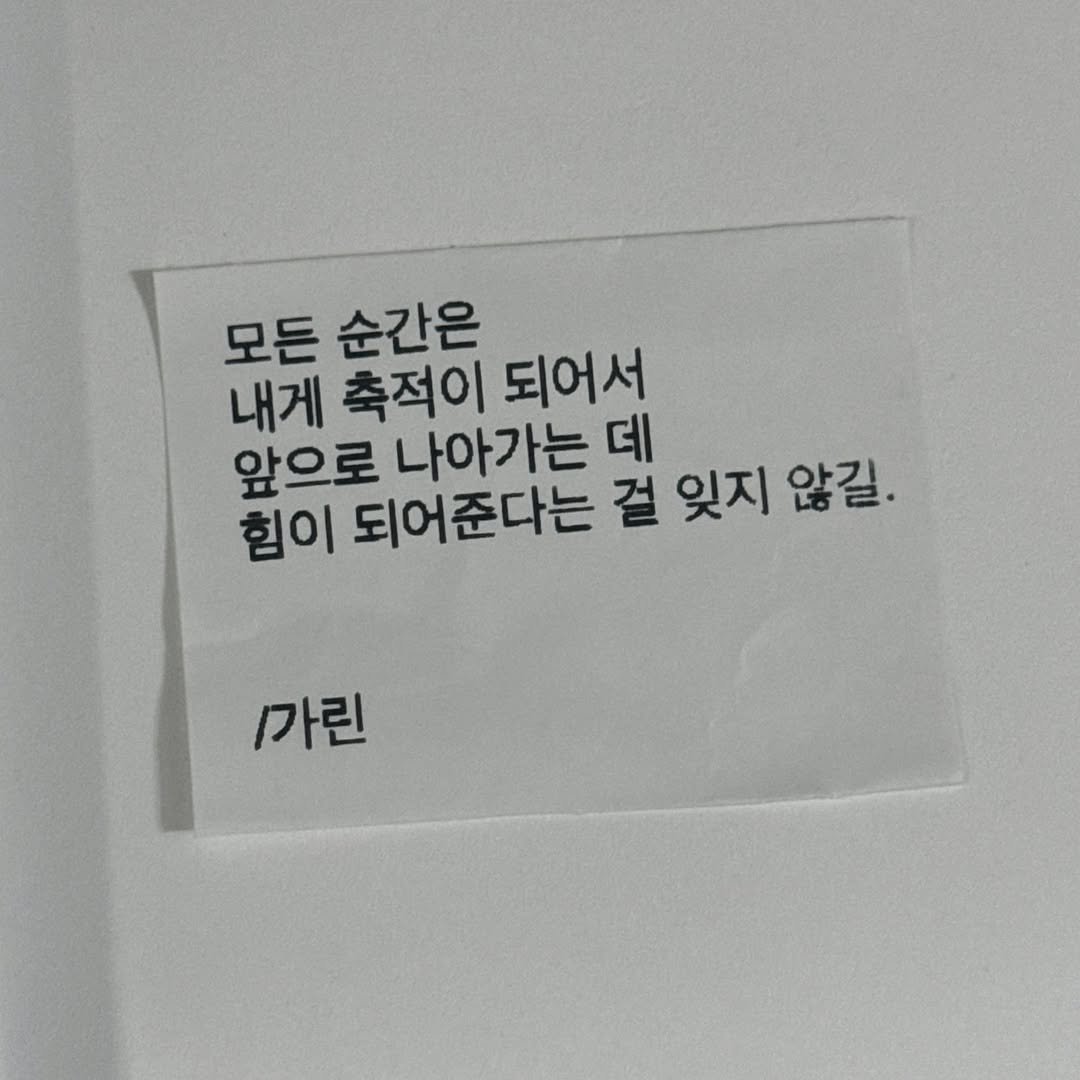 모든 순간은
내게 축적이 되어서
앞으로 나아가는 데
힘이 되어준다는 걸 잊지 않길.
/가린